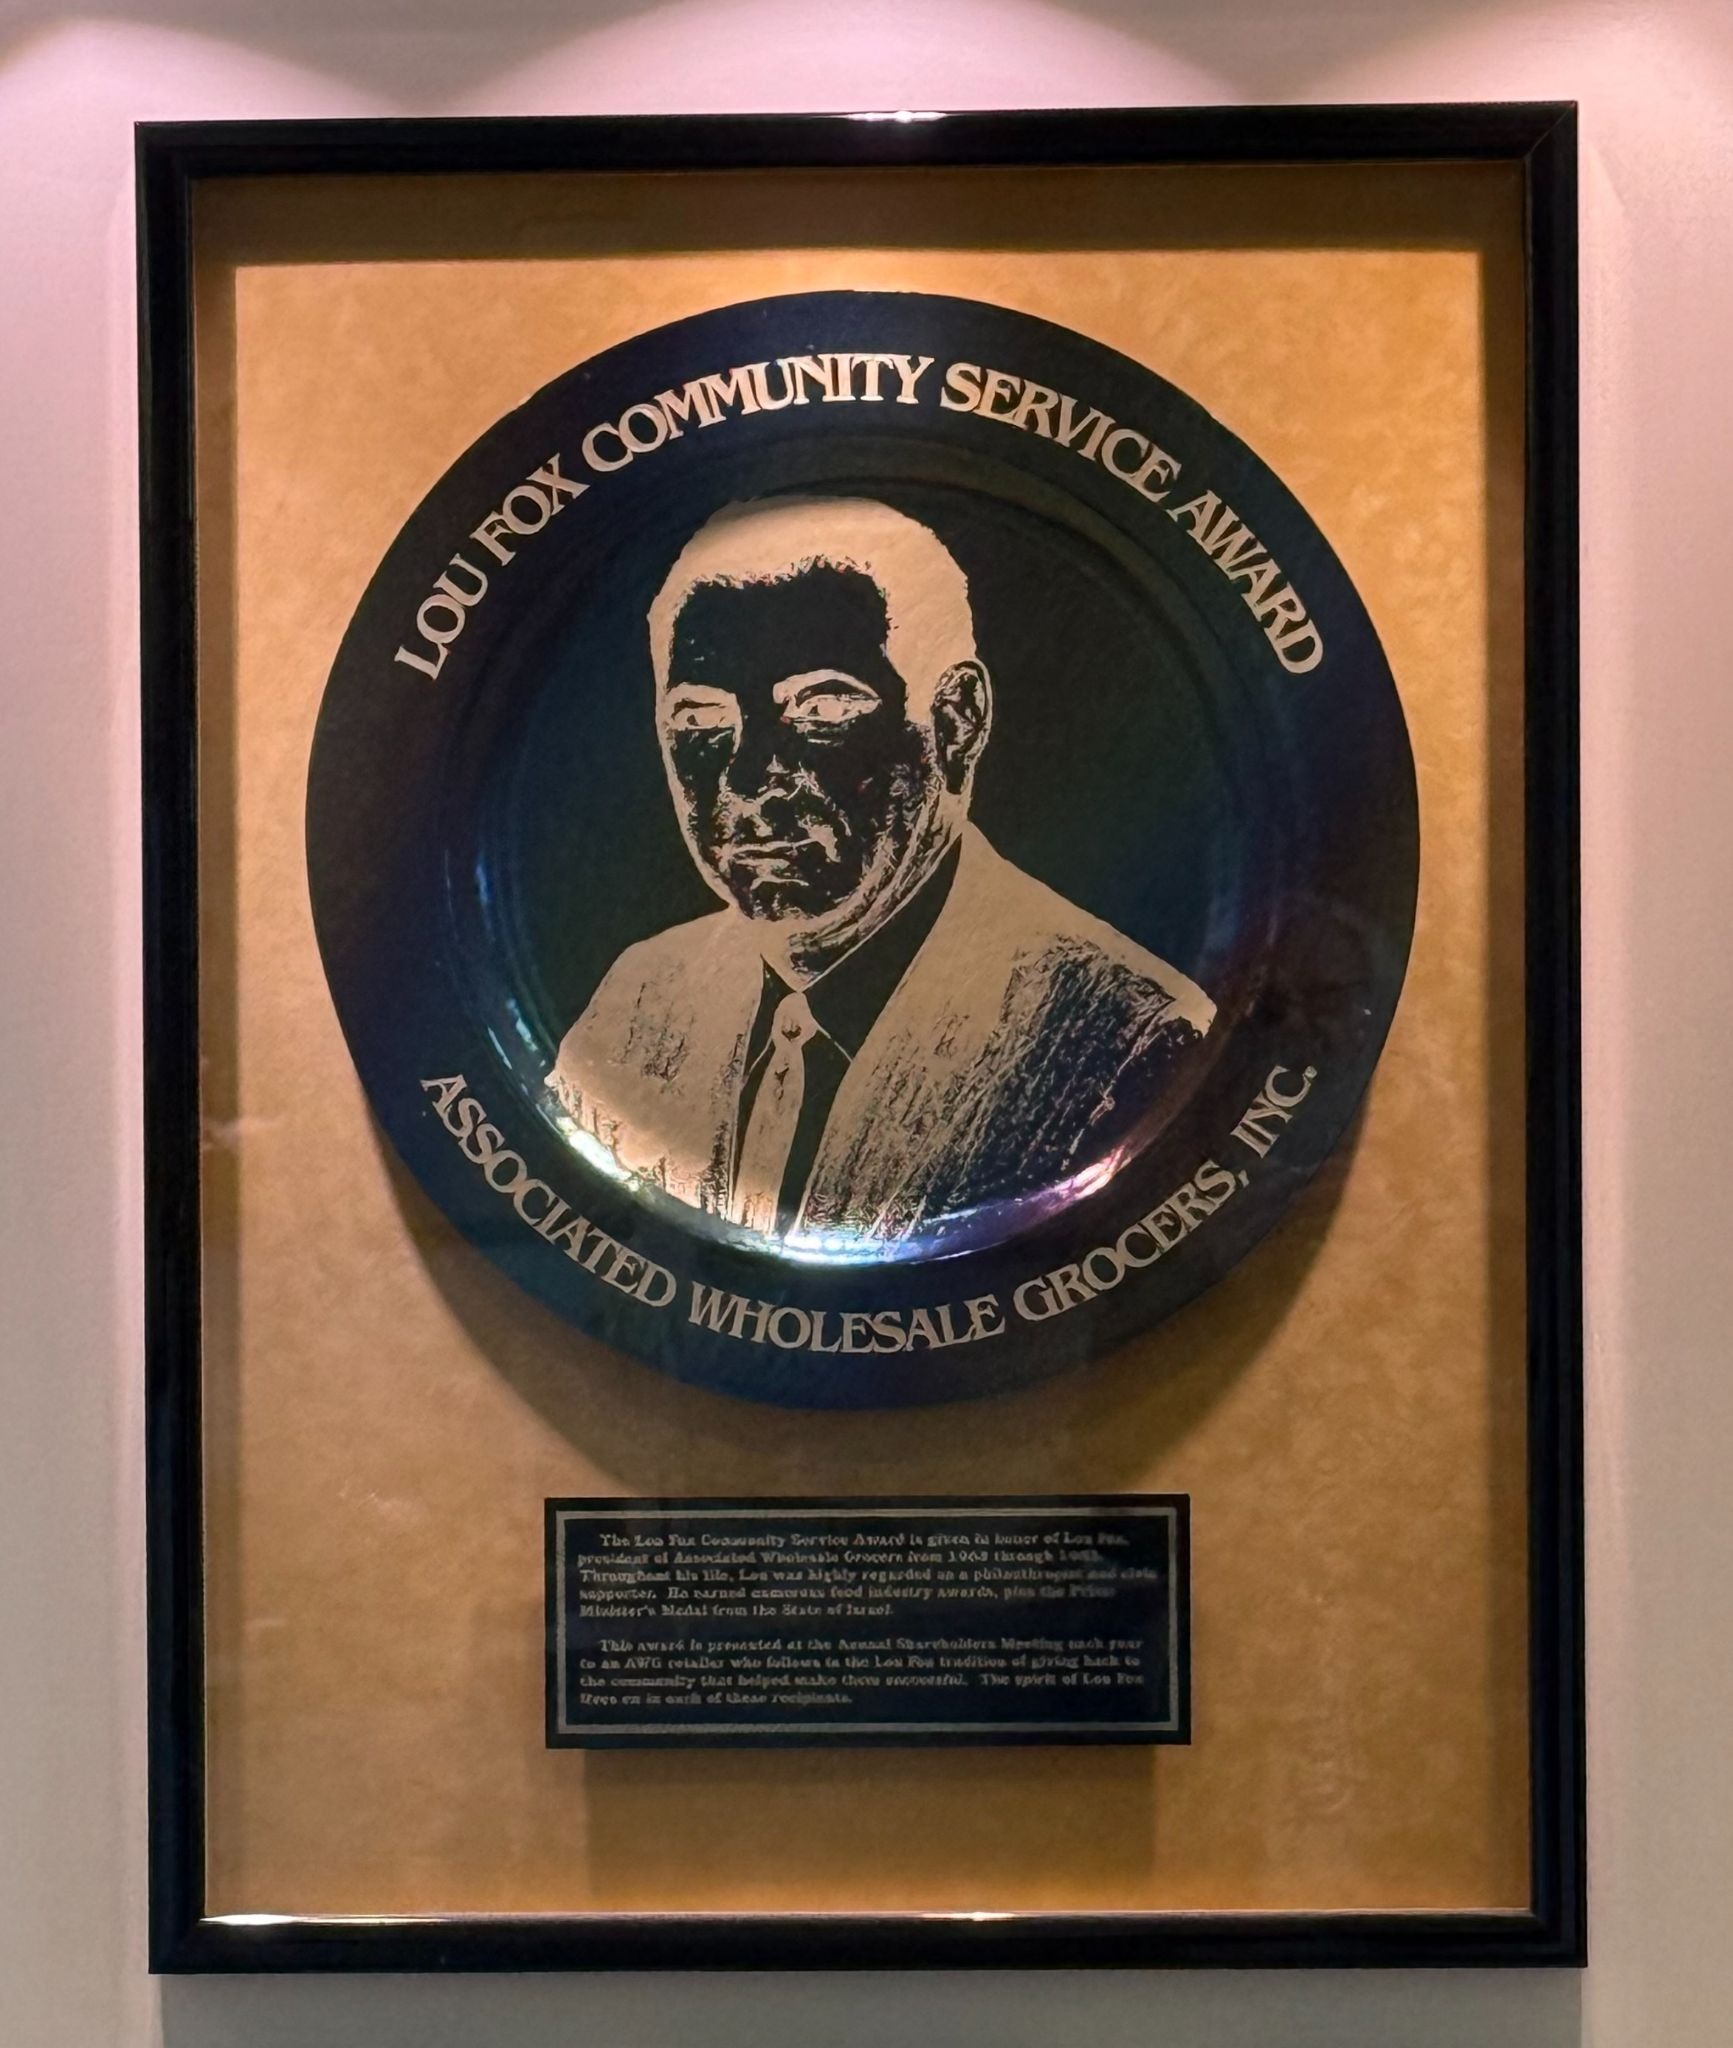 LOU FOX COMMUNITY SERVICE AWARD
ASSOCIATED WHOLESALE GROCERS, INC.
The Lou Fox Community Service Award is given in honor of Lou Fox,
president of Associated Wholesale Grocers from through
Throughout his life, Lou was highly regarded as a philanthropist and civic
supporter. He earned numerous food industry awards, plus the Prime
Minister's Medal from the State of Israel.
This award is presented at the Annual Shareholders Meeting each year
to an AWG retailer who follows in the Lou Fox tradition of giving back to
the community that helped make them successful. The spirit of Lou Fox
lives on in each of these recipients.